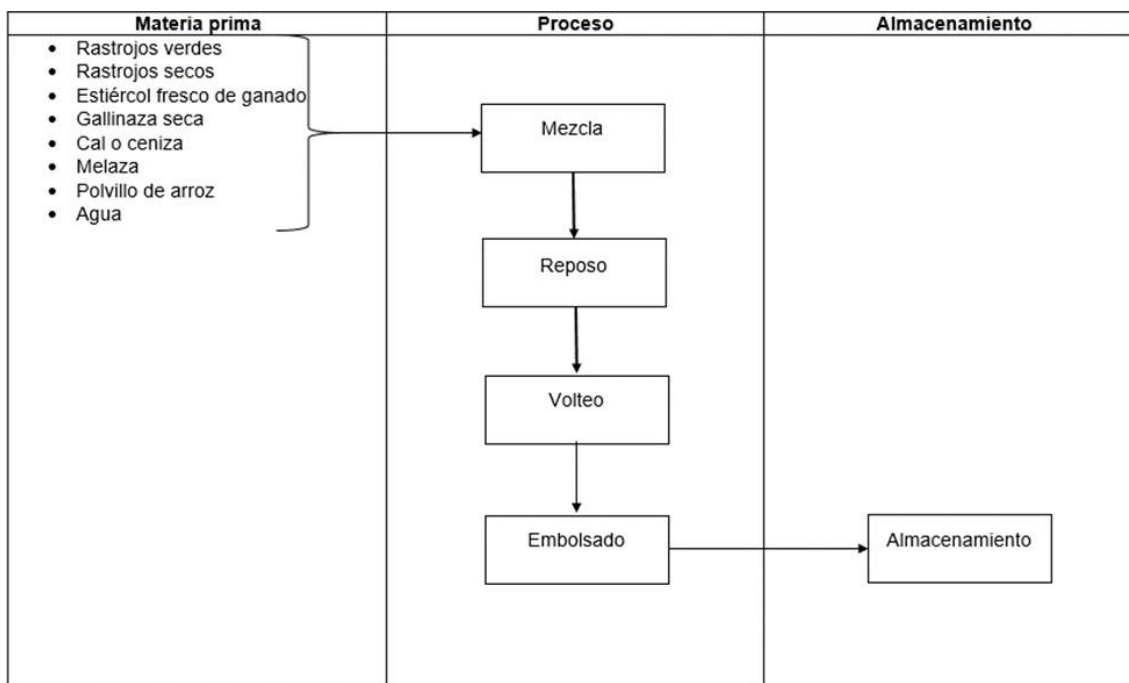 Materia prima
Proceso
Almacenamiento
• Rastrojos verdes
• Rastrojos secos
• Estiércol fresco de ganado
• Gallinaza seca
• Cal o ceniza
• Melaza
• Polvillo de arroz
• Agua
Mezcla
Reposo
Volteo
Embolsado
Almacenamiento